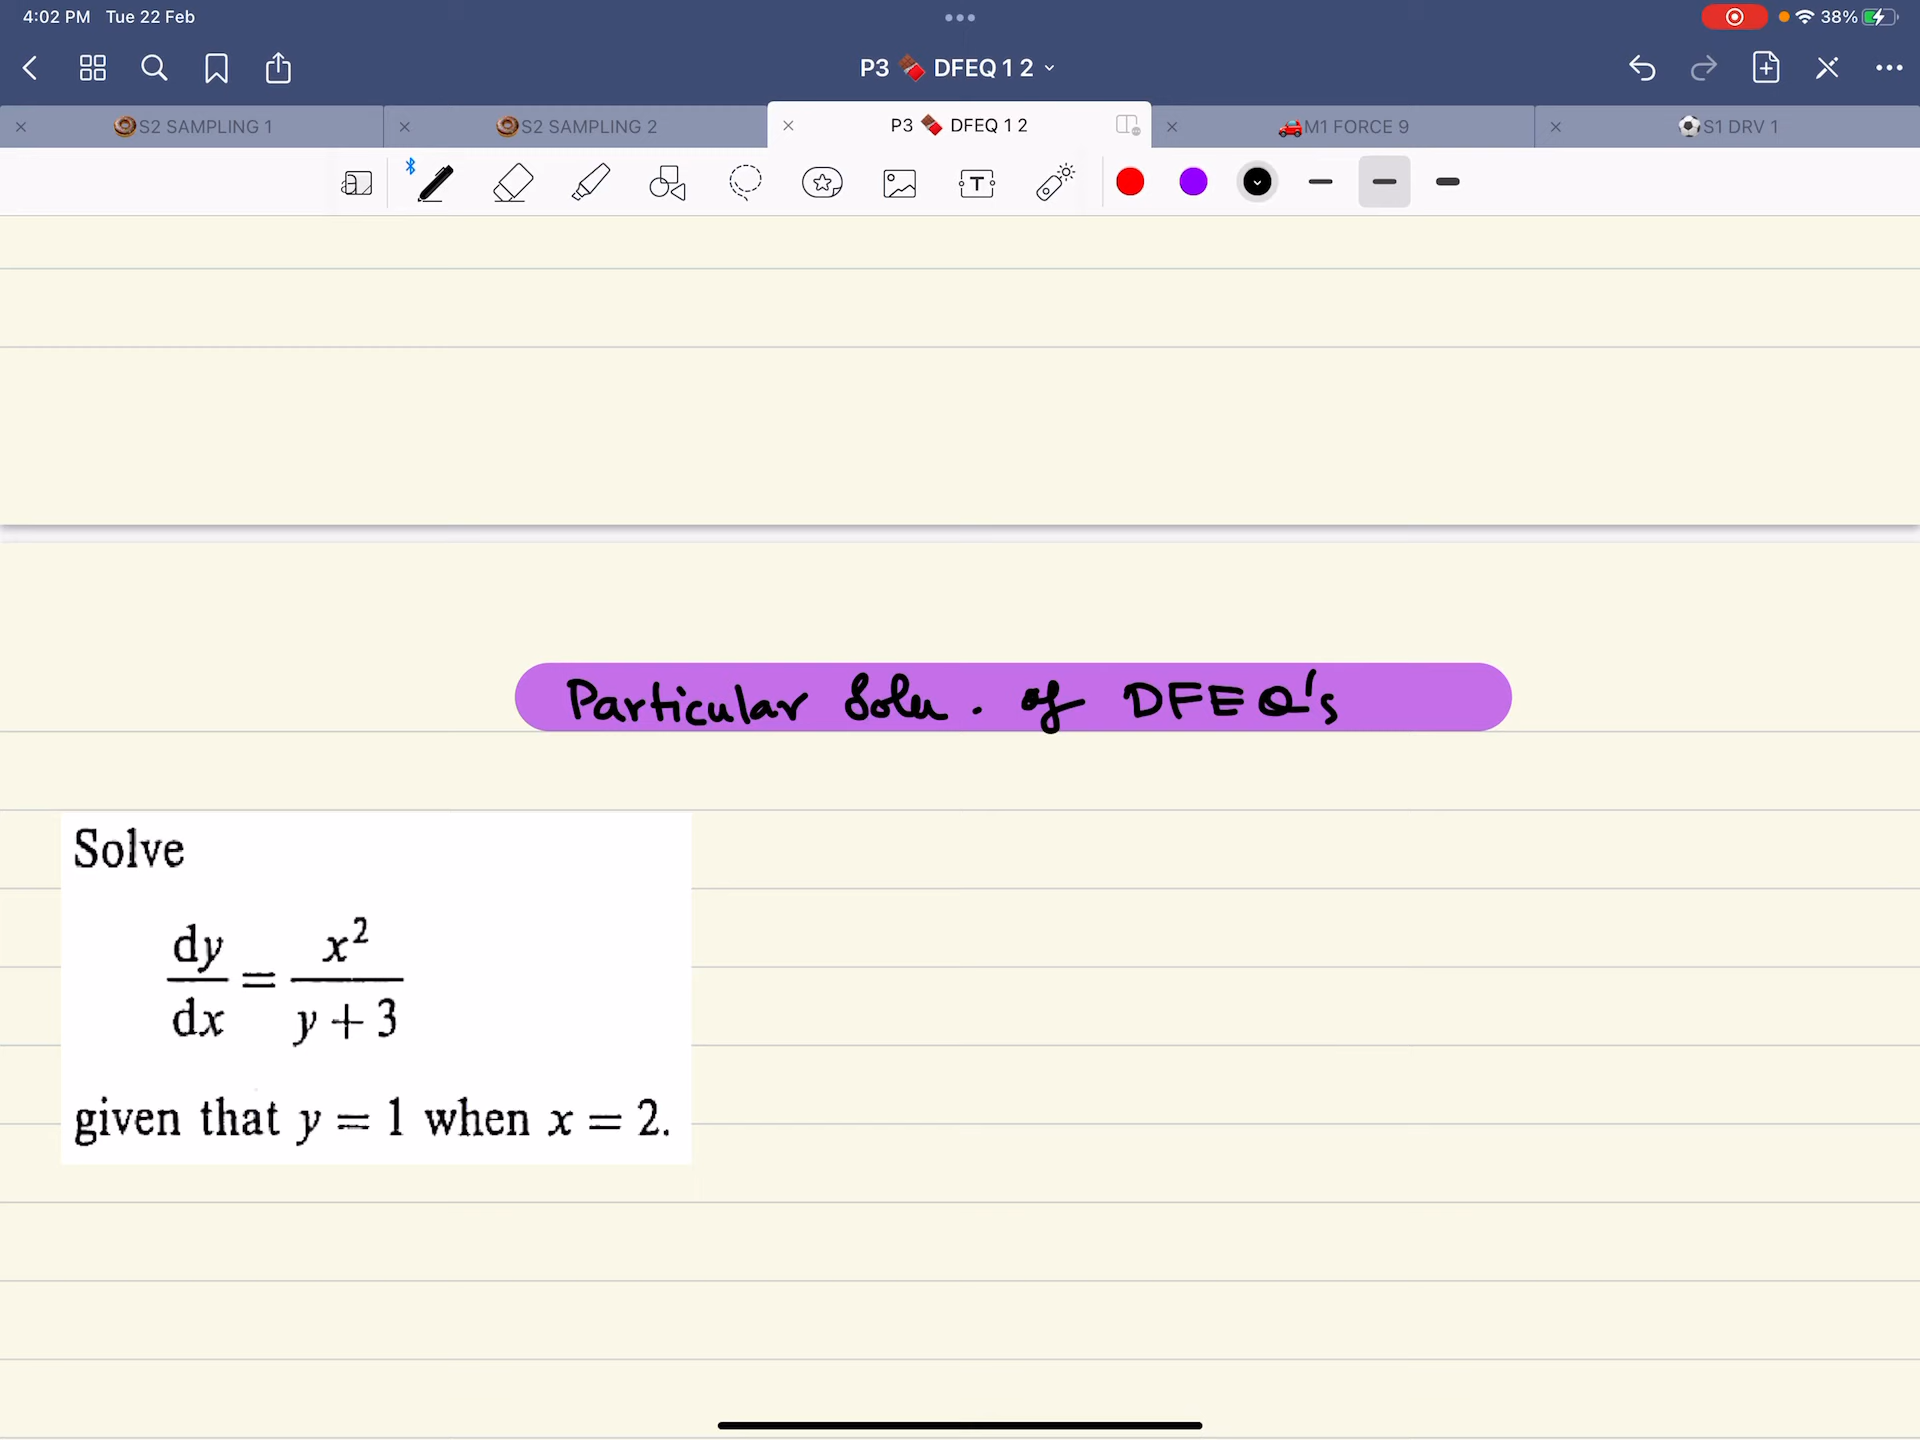 4:02 PM Tue 22 Feb
38%
P3 🍫 DFEQ 1 2
S2 SAMPLING 1
S2 SAMPLING 2
P3 🍫 DFEQ 1 2
M1 FORCE 9
S1 DRV 1
Particular Soln. of DFEQ's
Solve
dy/dx = x²/(y + 3)
given that y = 1 when x = 2.